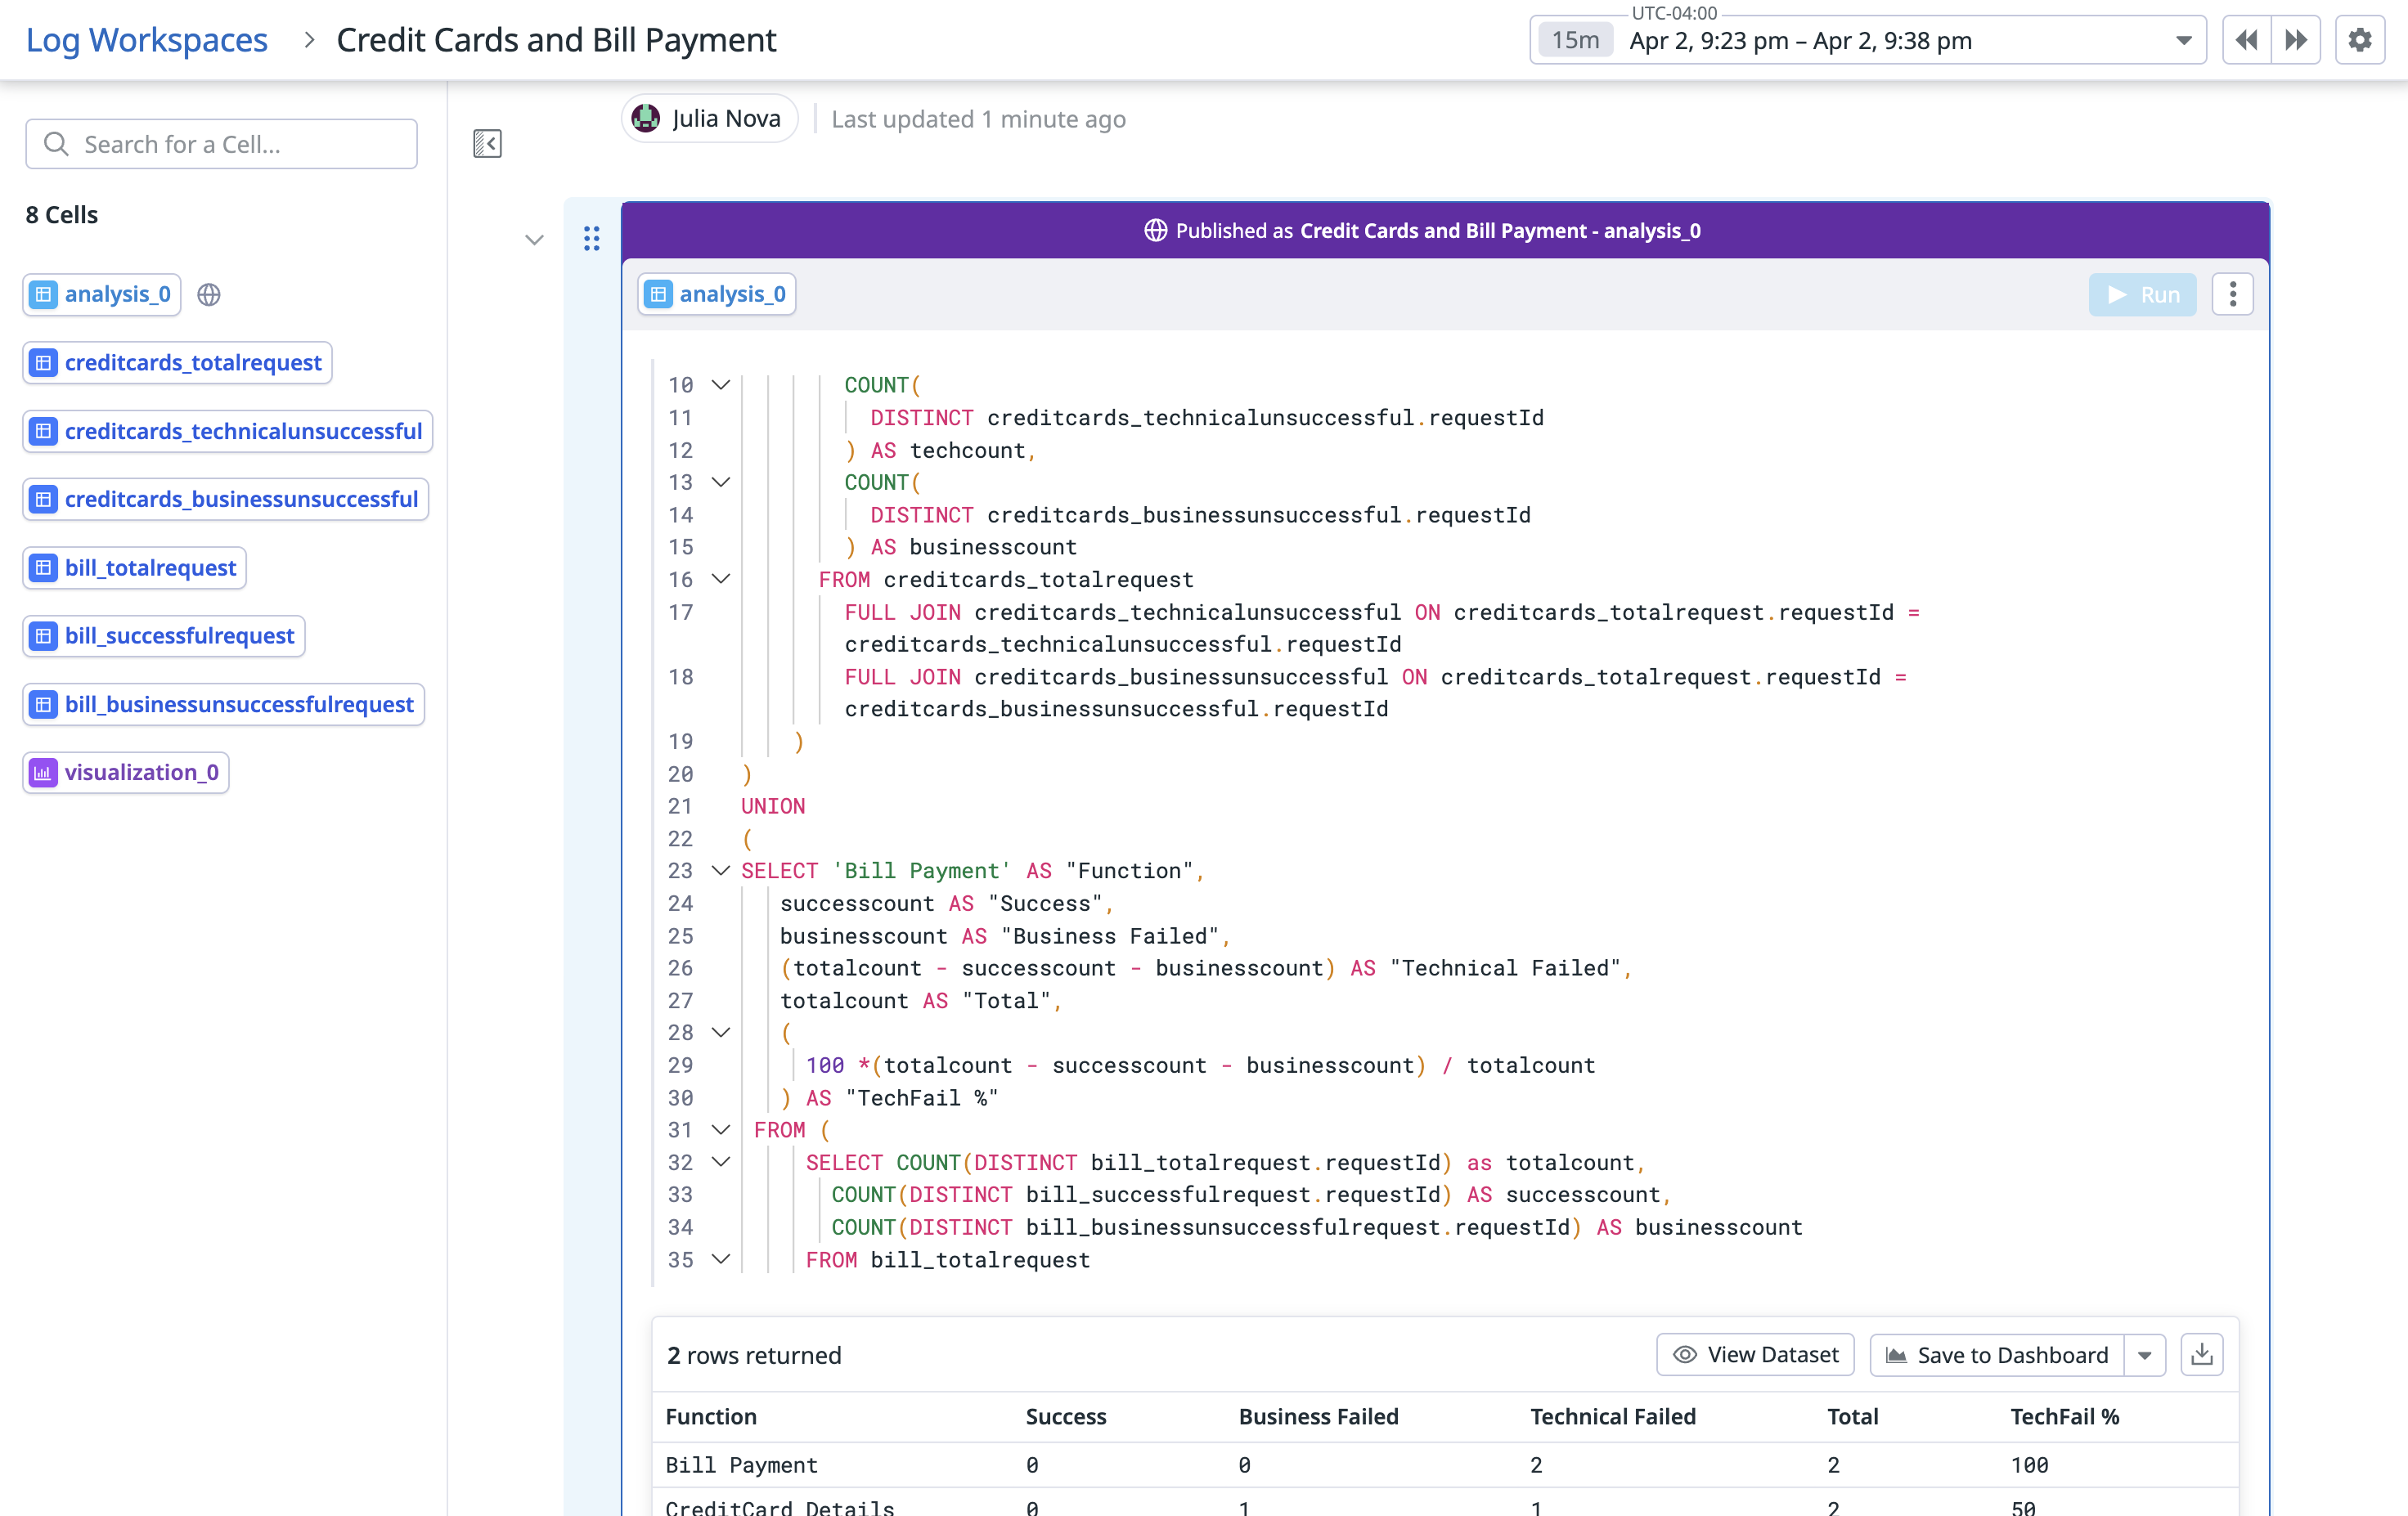 Log Workspaces > Credit Cards and Bill Payment
UTC-04:00
15m Apr 2, 9:23 pm – Apr 2, 9:38 pm
Search for a Cell...
8 Cells
analysis_0
creditcards_totalrequest
creditcards_technicalunsuccessful
creditcards_businessunsuccessful
bill_totalrequest
bill_successfulrequest
bill_businessunsuccessfulrequest
visualization_0
Julia Nova Last updated 1 minute ago
Published as Credit Cards and Bill Payment - analysis_0
analysis_0 Run
10 COUNT(
11 DISTINCT creditcards_technicalunsuccessful.requestId
12 ) AS techcount,
13 COUNT(
14 DISTINCT creditcards_businessunsuccessful.requestId
15 ) AS businesscount
16 FROM creditcards_totalrequest
17 FULL JOIN creditcards_technicalunsuccessful ON creditcards_totalrequest.requestId =
creditcards_technicalunsuccessful.requestId
18 FULL JOIN creditcards_businessunsuccessful ON creditcards_totalrequest.requestId =
creditcards_businessunsuccessful.requestId
19 )
20 )
21 UNION
22 (
23 SELECT 'Bill Payment' AS "Function",
24 successcount AS "Success",
25 businesscount AS "Business Failed",
26 (totalcount - successcount - businesscount) AS "Technical Failed",
27 totalcount AS "Total",
28 (
29 100 *(totalcount - successcount - businesscount) / totalcount
30 ) AS "TechFail %"
31 FROM (
32 SELECT COUNT(DISTINCT bill_totalrequest.requestId) as totalcount,
33 COUNT(DISTINCT bill_successfulrequest.requestId) AS successcount,
34 COUNT(DISTINCT bill_businessunsuccessfulrequest.requestId) AS businesscount
35 FROM bill_totalrequest
2 rows returned View Dataset Save to Dashboard
Function Success Business Failed Technical Failed Total TechFail %
Bill Payment 0 0 2 2 100
CreditCard Details 0 1 1 2 50